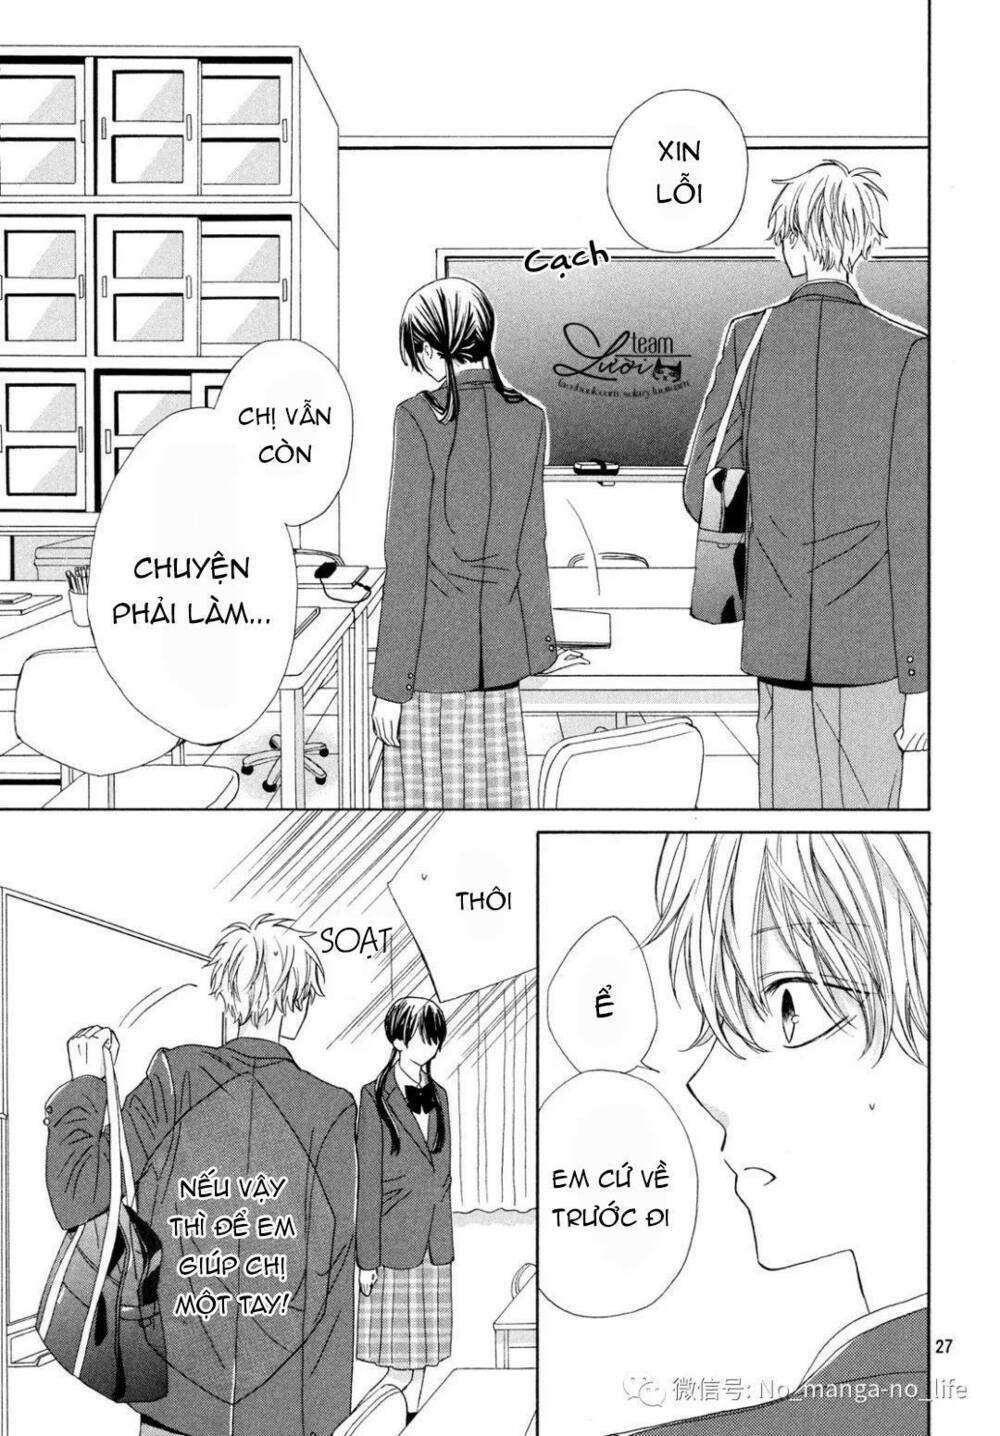 XIN
LỖI
Cạch
team
Lười
CHỊ VẪN
CÒN
CHUYỆN
PHẢI LÀM...
Ể
EM CỨ VỀ
TRƯỚC ĐI
THÔI
SOẠT
NẾU VẬY
THÌ ĐỂ EM
GIÚP CHỊ
MỘT TAY!
27
微信号: No_manga-no_life